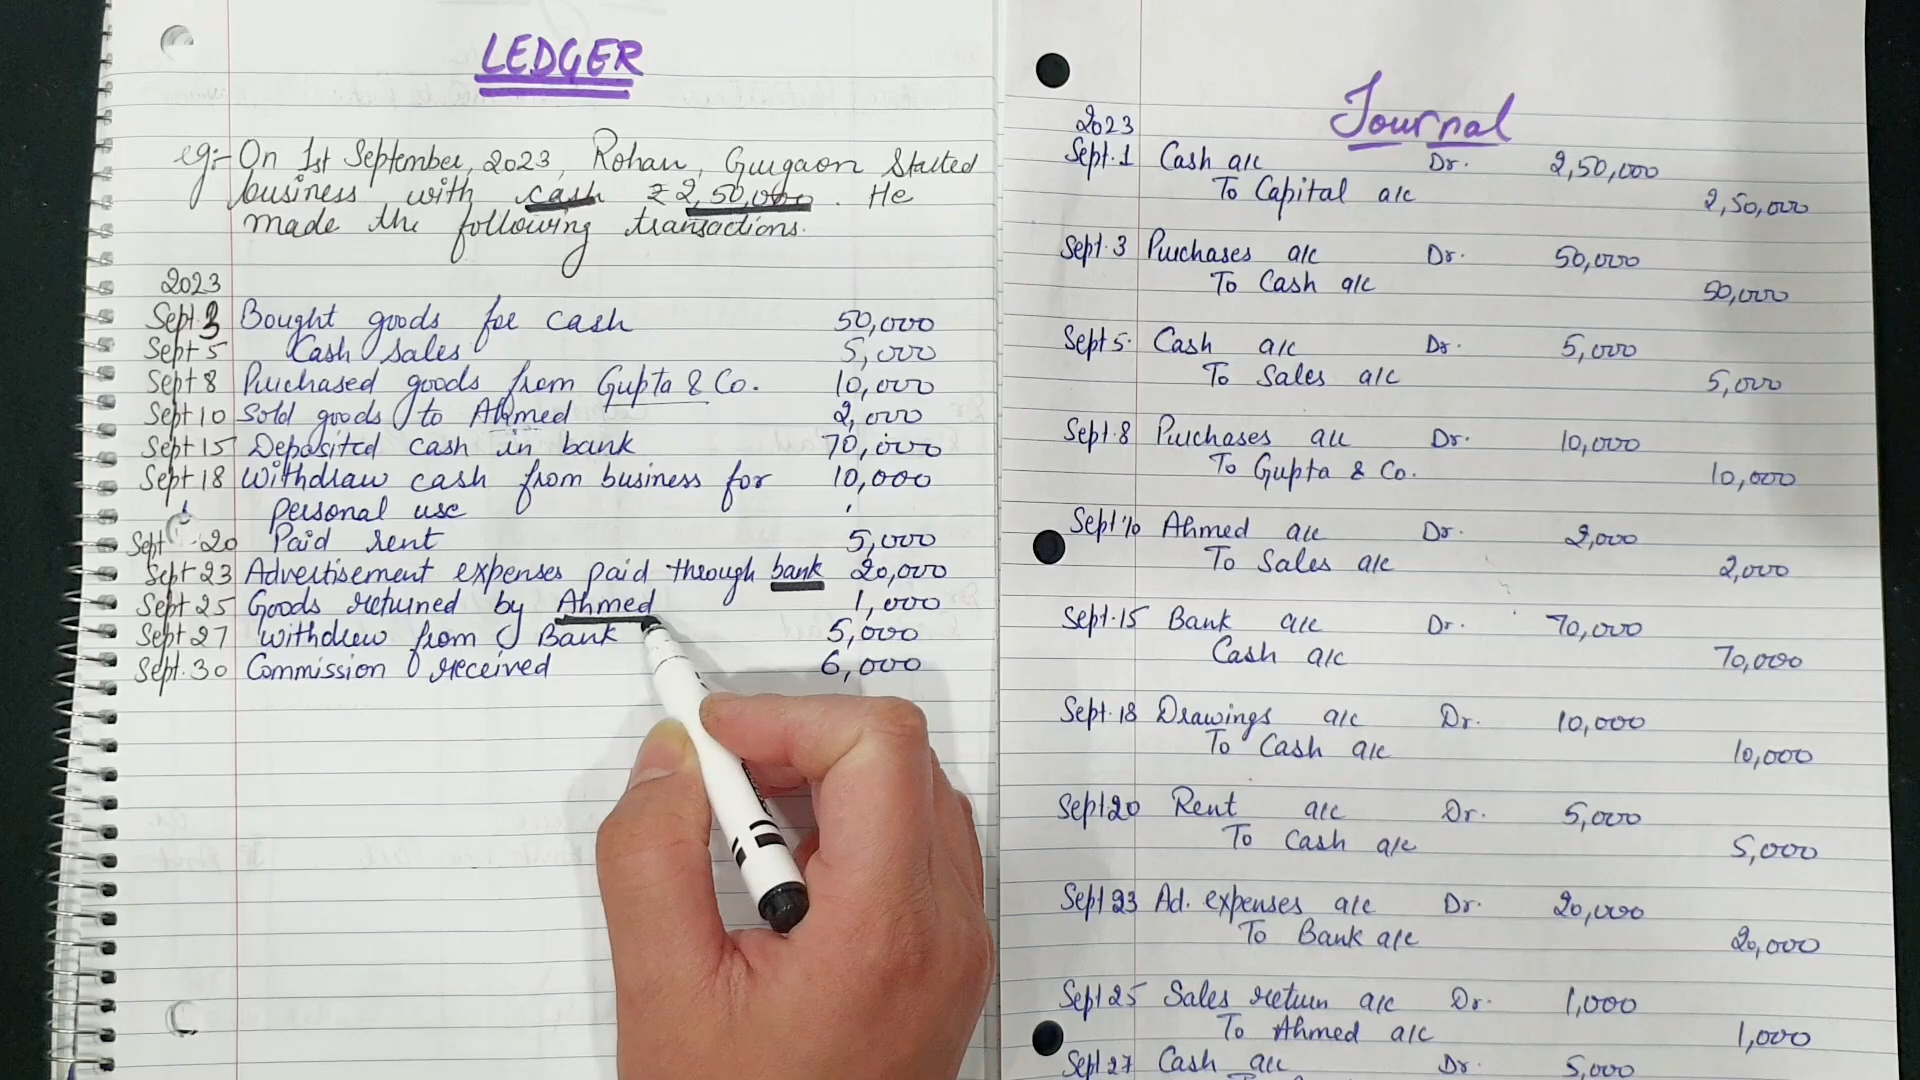 LEDGER
eg:- On 1st September, 2023, Rohan, Gurgaon Started
business with cash ₹ 2,50,000. He
made the following transactions.
2023
Sept 3 Bought goods for cash 50,000
Sept 5 Cash sales 5,000
Sept 8 Purchased goods from Gupta & Co. 10,000
Sept 10 Sold goods to Ahmed 2,000
Sept 15 Deposited cash in bank 70,000
Sept 18 Withdraw cash from business for 10,000
personal use
Sept 20 Paid rent 5,000
Sept 23 Advertisement expenses paid through bank 20,000
Sept 25 Goods returned by Ahmed 1,000
Sept 27 withdrew from Bank 5,000
Sept. 30 Commission received 6,000
Journal
2023
Sept. 1 Cash a/c Dr. 2,50,000
To Capital a/c 2,50,000
Sept. 3 Purchases a/c Dr. 50,000
To Cash a/c 50,000
Sept 5. Cash a/c Dr. 5,000
To Sales a/c 5,000
Sept. 8 Purchases a/c Dr. 10,000
To Gupta & Co. 10,000
Sept 10 Ahmed a/c Dr. 2,000
To Sales a/c 2,000
Sept. 15 Bank a/c Dr. 70,000
Cash a/c 70,000
Sept. 18 Drawings a/c Dr. 10,000
To Cash a/c 10,000
Sept 20 Rent a/c Dr. 5,000
To Cash a/c 5,000
Sept 23 Ad. expenses a/c Dr. 20,000
To Bank a/c 20,000
Sept 25 Sales return a/c Dr. 1,000
To Ahmed a/c 1,000
Sept 27 Cash a/c Dr. 5,000